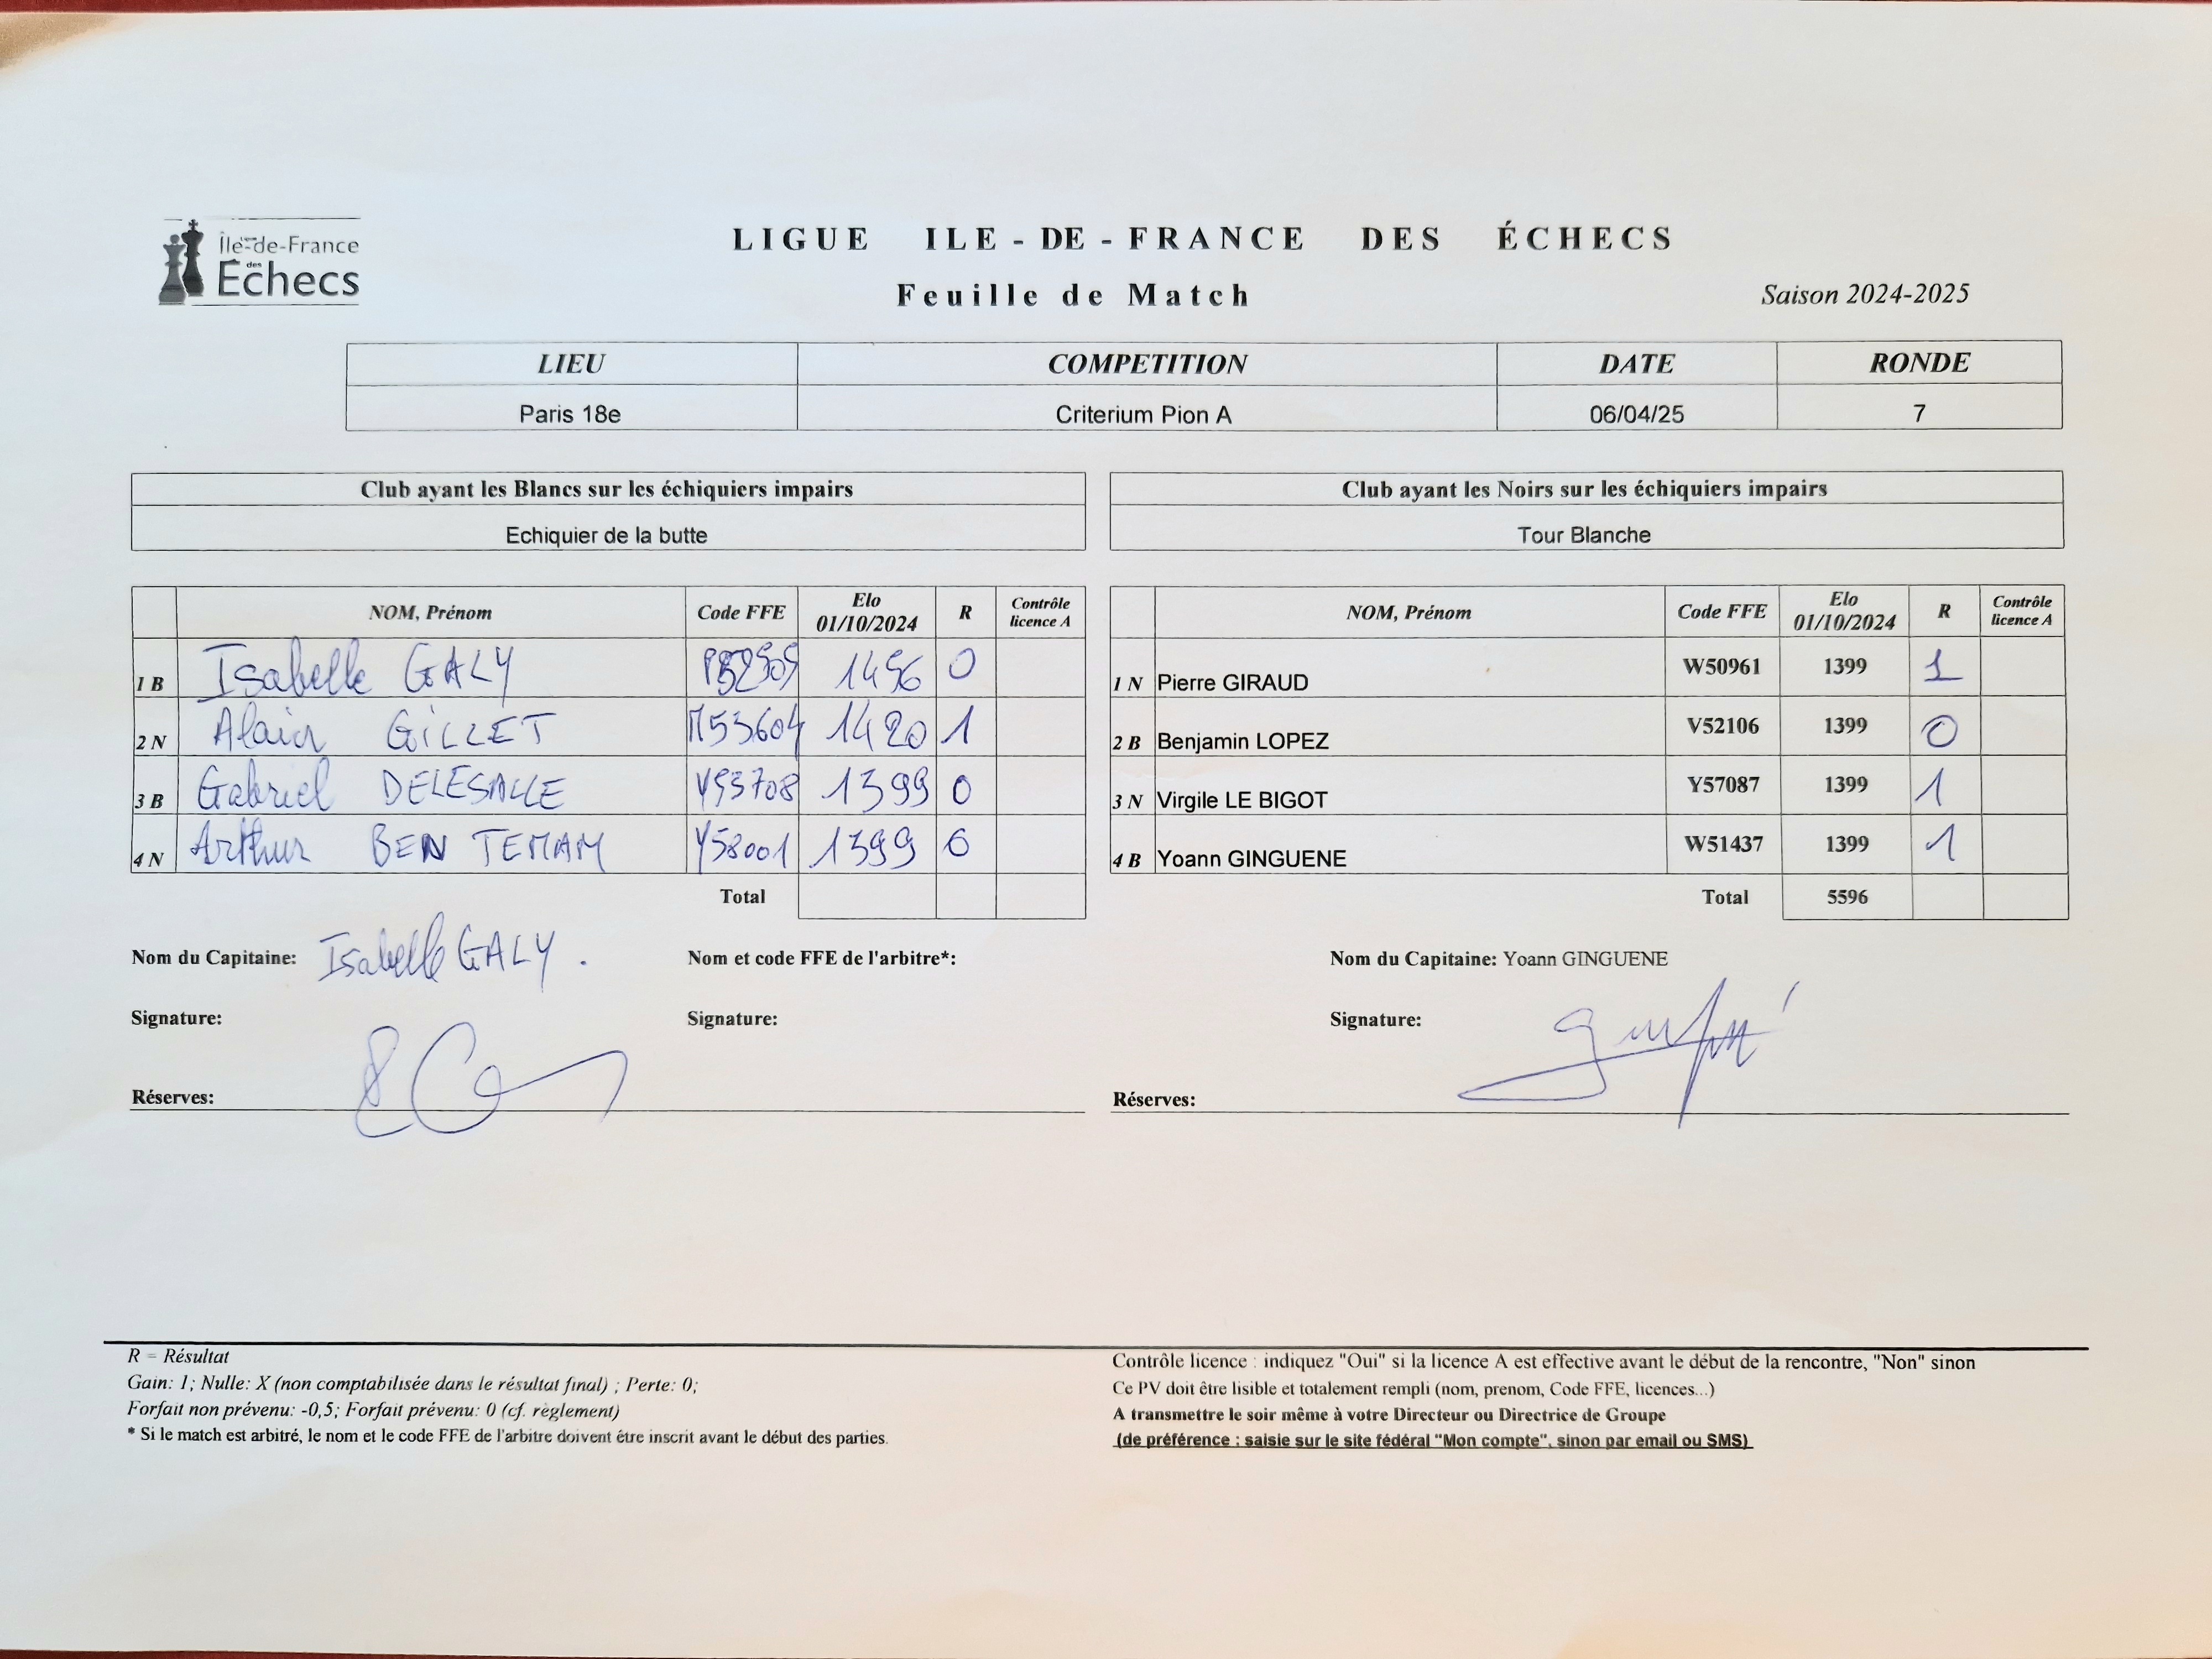 Île-de-France
des
Échecs
LIGUE ILE-DE-FRANCE DES ÉCHECS
Feuille de Match
Saison 2024-2025
LIEU COMPETITION DATE RONDE
Paris 18e Criterium Pion A 06/04/25 7
Club ayant les Blancs sur les échiquiers impairs
Echiquier de la butte
Club ayant les Noirs sur les échiquiers impairs
Tour Blanche
NOM, Prénom Code FFE Elo 01/10/2024 R Contrôle licence A
1 B Isabelle GALY 1496 0
2 N Alain GILLET M53604 1420 1
3 B Gabriel DELESALLE Y53708 1399 0
4 N Arthur BEN TEMAM Y58001 1399 0
Total
NOM, Prénom Code FFE Elo 01/10/2024 R Contrôle licence A
1 N Pierre GIRAUD W50961 1399 1
2 B Benjamin LOPEZ V52106 1399 0
3 N Virgile LE BIGOT Y57087 1399 1
4 B Yoann GINGUENE W51437 1399 1
Total 5596
Nom du Capitaine: Isabelle GALY .
Nom et code FFE de l'arbitre*:
Nom du Capitaine: Yoann GINGUENE
Signature:
Signature:
Signature:
Réserves:
Réserves:
R = Résultat
Gain: 1; Nulle: X (non comptabilisée dans le résultat final) ; Perte: 0;
Forfait non prévenu: -0,5; Forfait prévenu: 0 (cf. règlement)
* Si le match est arbitré, le nom et le code FFE de l'arbitre doivent être inscrit avant le début des parties.
Contrôle licence : indiquez "Oui" si la licence A est effective avant le début de la rencontre, "Non" sinon
Ce PV doit être lisible et totalement rempli (nom, prenom, Code FFE, licences...)
A transmettre le soir même à votre Directeur ou Directrice de Groupe
(de préférence : saisie sur le site fédéral "Mon compte", sinon par email ou SMS)